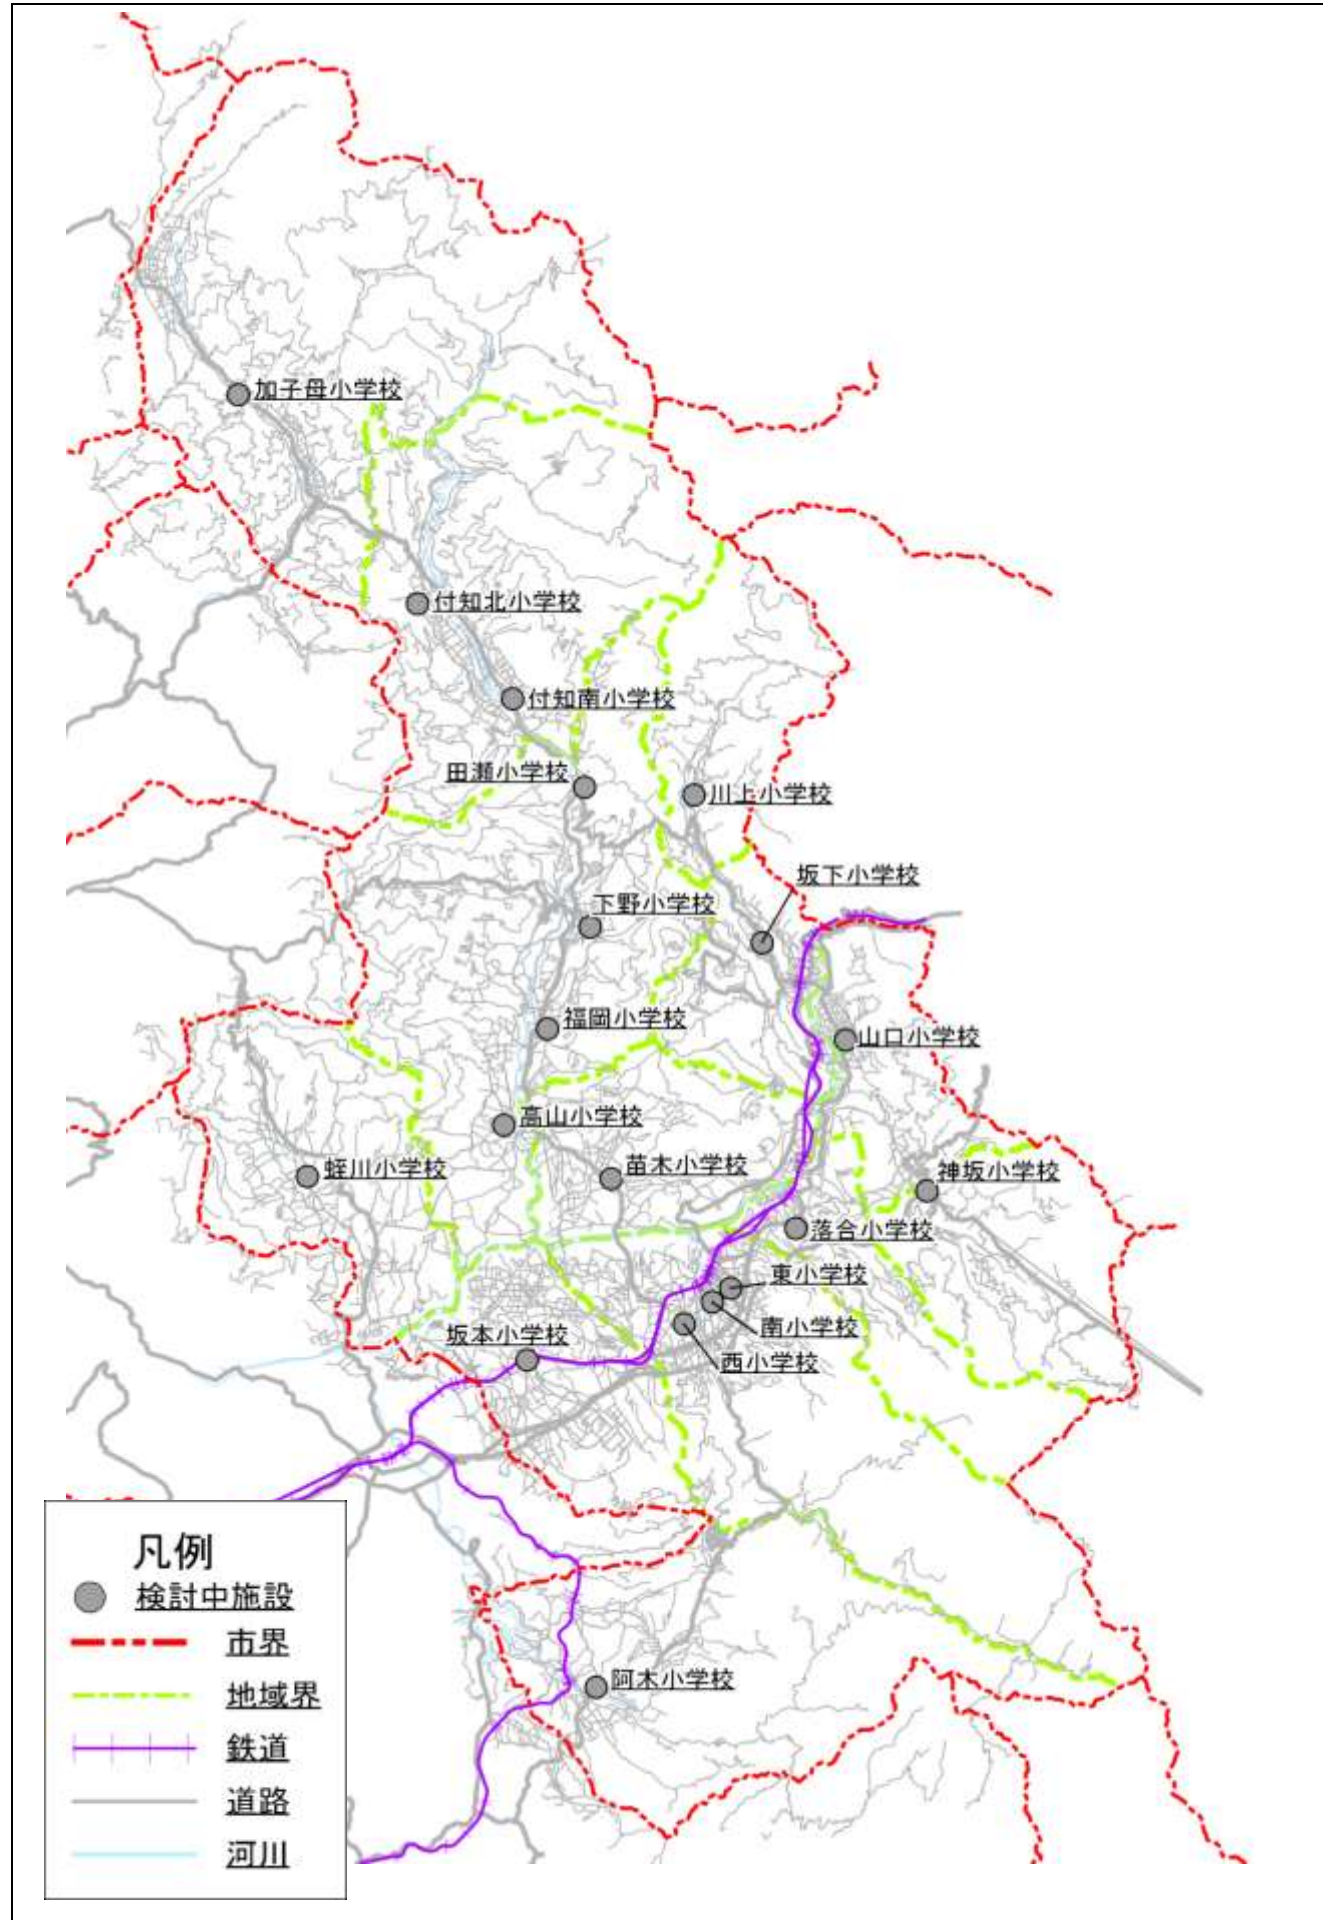 加子母小学校
付知北小学校
付知南小学校
田瀬小学校
川上小学校
坂下小学校
下野小学校
福岡小学校
山口小学校
高山小学校
苗木小学校
蛭川小学校
神坂小学校
落合小学校
東小学校
南小学校
坂本小学校
西小学校
阿木小学校
凡例
検討中施設
市界
地域界
鉄道
道路
河川